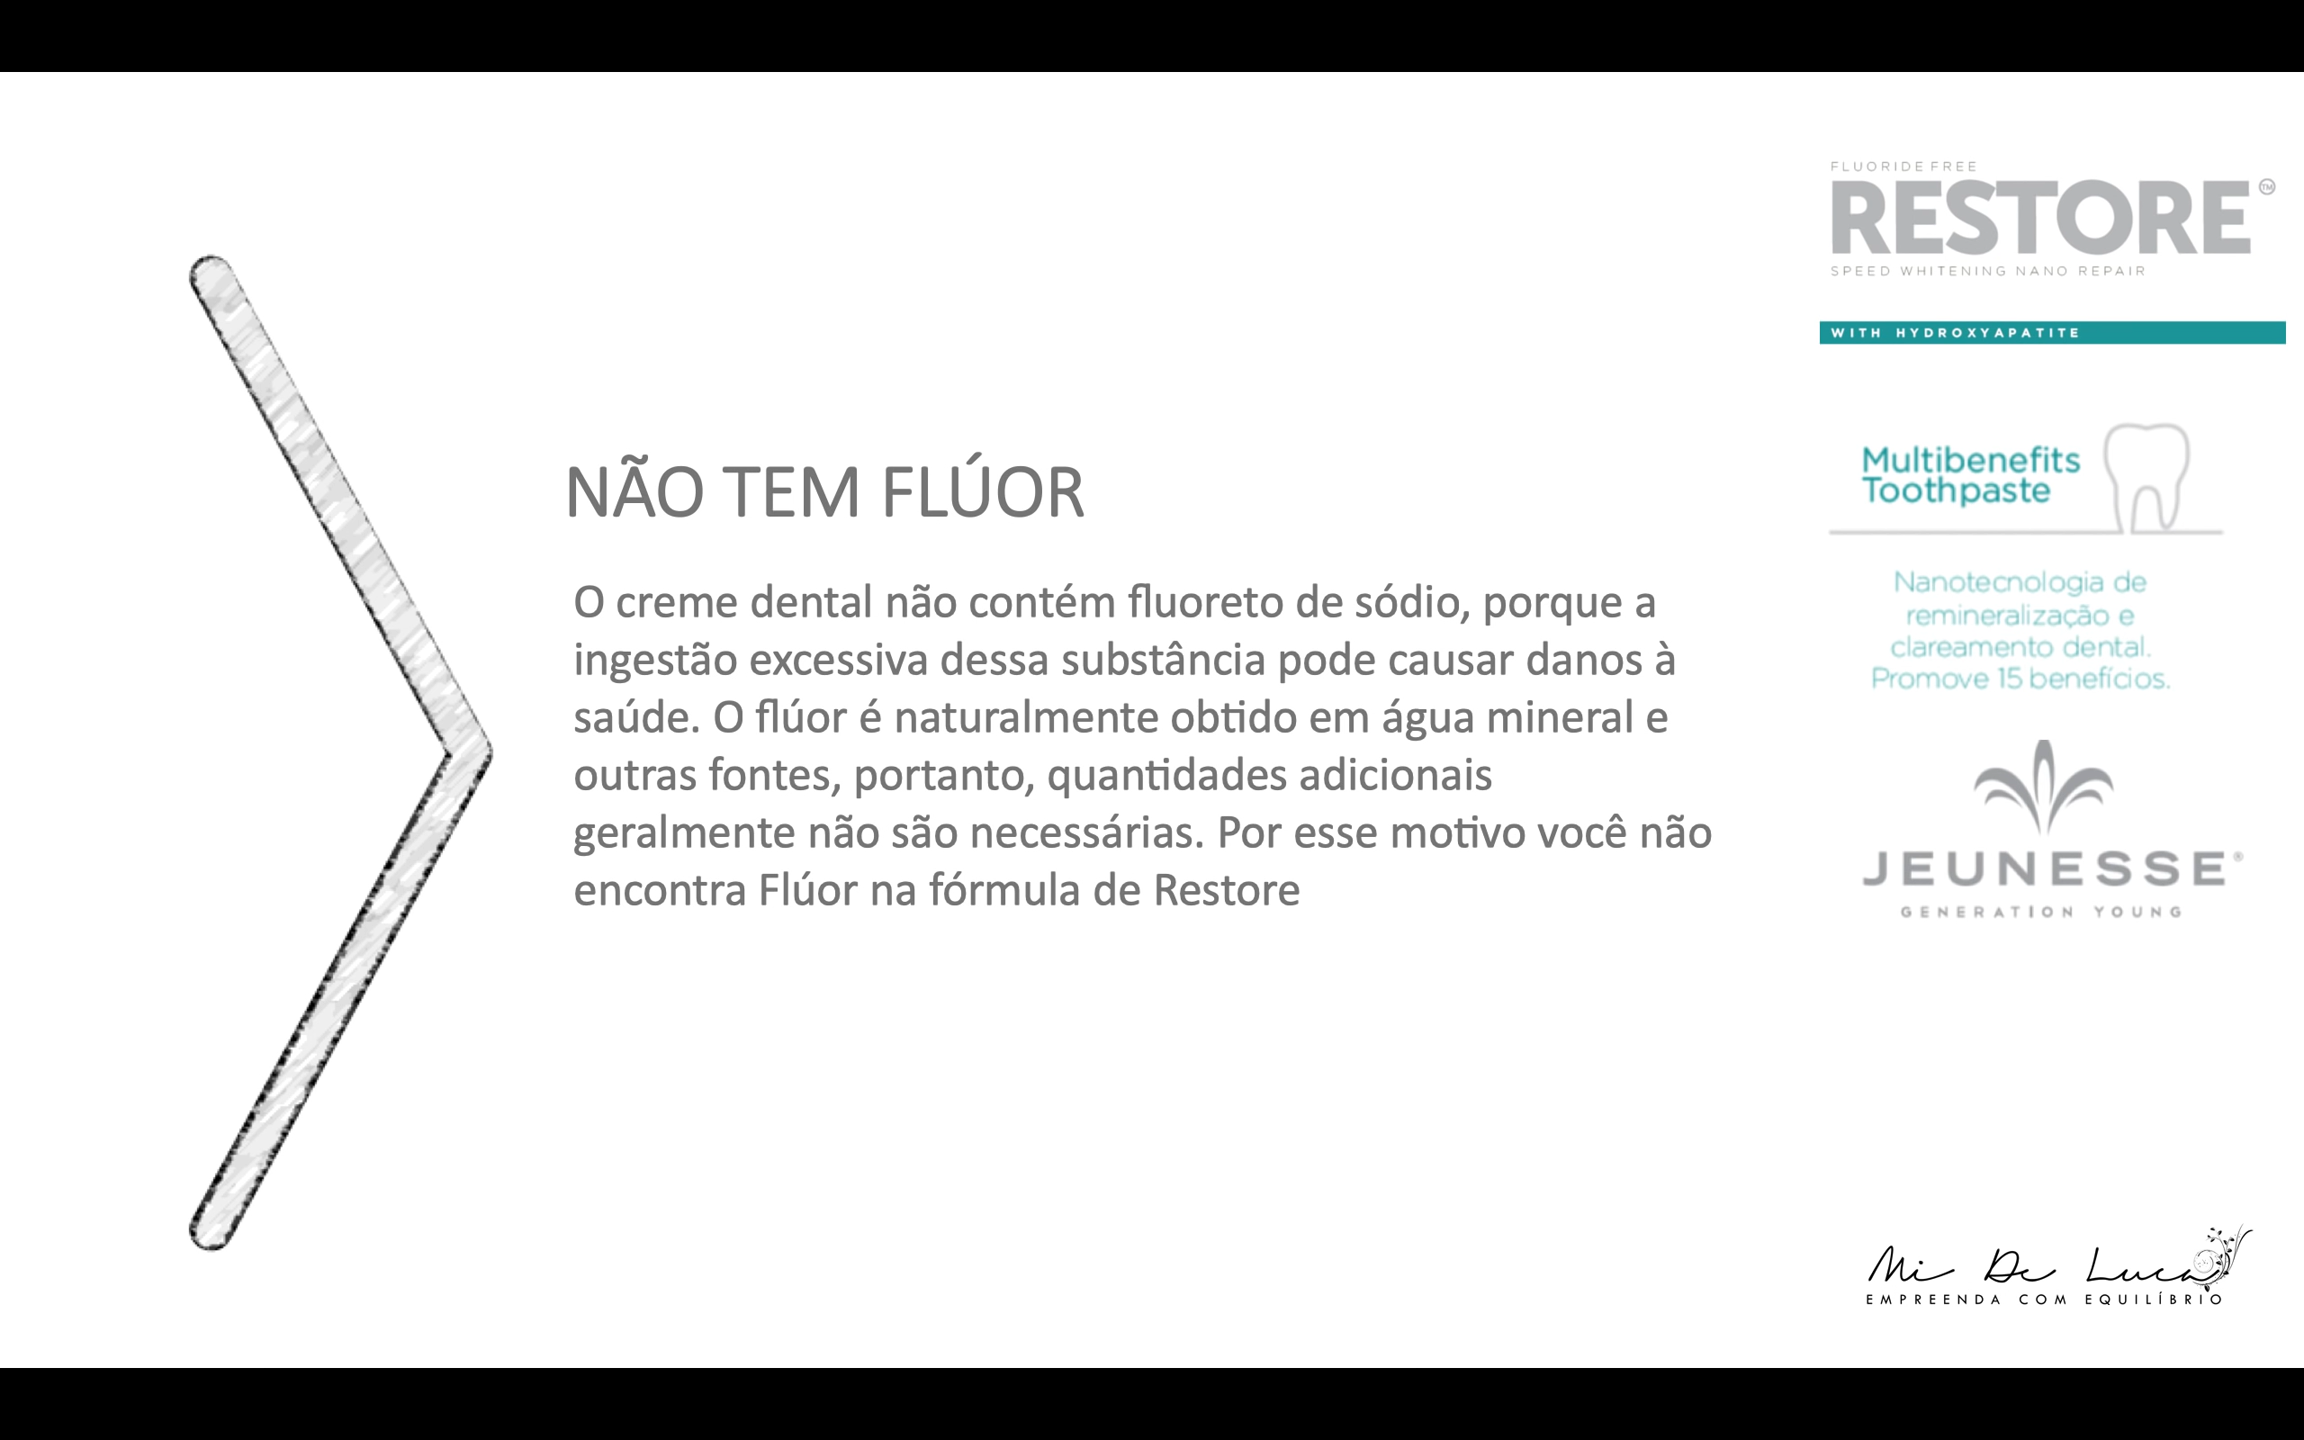 NÃO TEM FLÚOR
O creme dental não contém fluoreto de sódio, porque a
ingestão excessiva dessa substância pode causar danos à
saúde. O flúor é naturalmente obtido em água mineral e
outras fontes, portanto, quantidades adicionais
geralmente não são necessárias. Por esse motivo você não
encontra Flúor na fórmula de Restore
FLUORIDE FREE
RESTORE™
SPEED WHITENING NANO REPAIR
WITH HYDROXYAPATITE
Multibenefits
Toothpaste
Nanotecnologia de
remineralização e
clareamento dental.
Promove 15 benefícios.
JEUNESSE®
GENERATION YOUNG
Mi De Luca
EMPREENDA COM EQUILÍBRIO